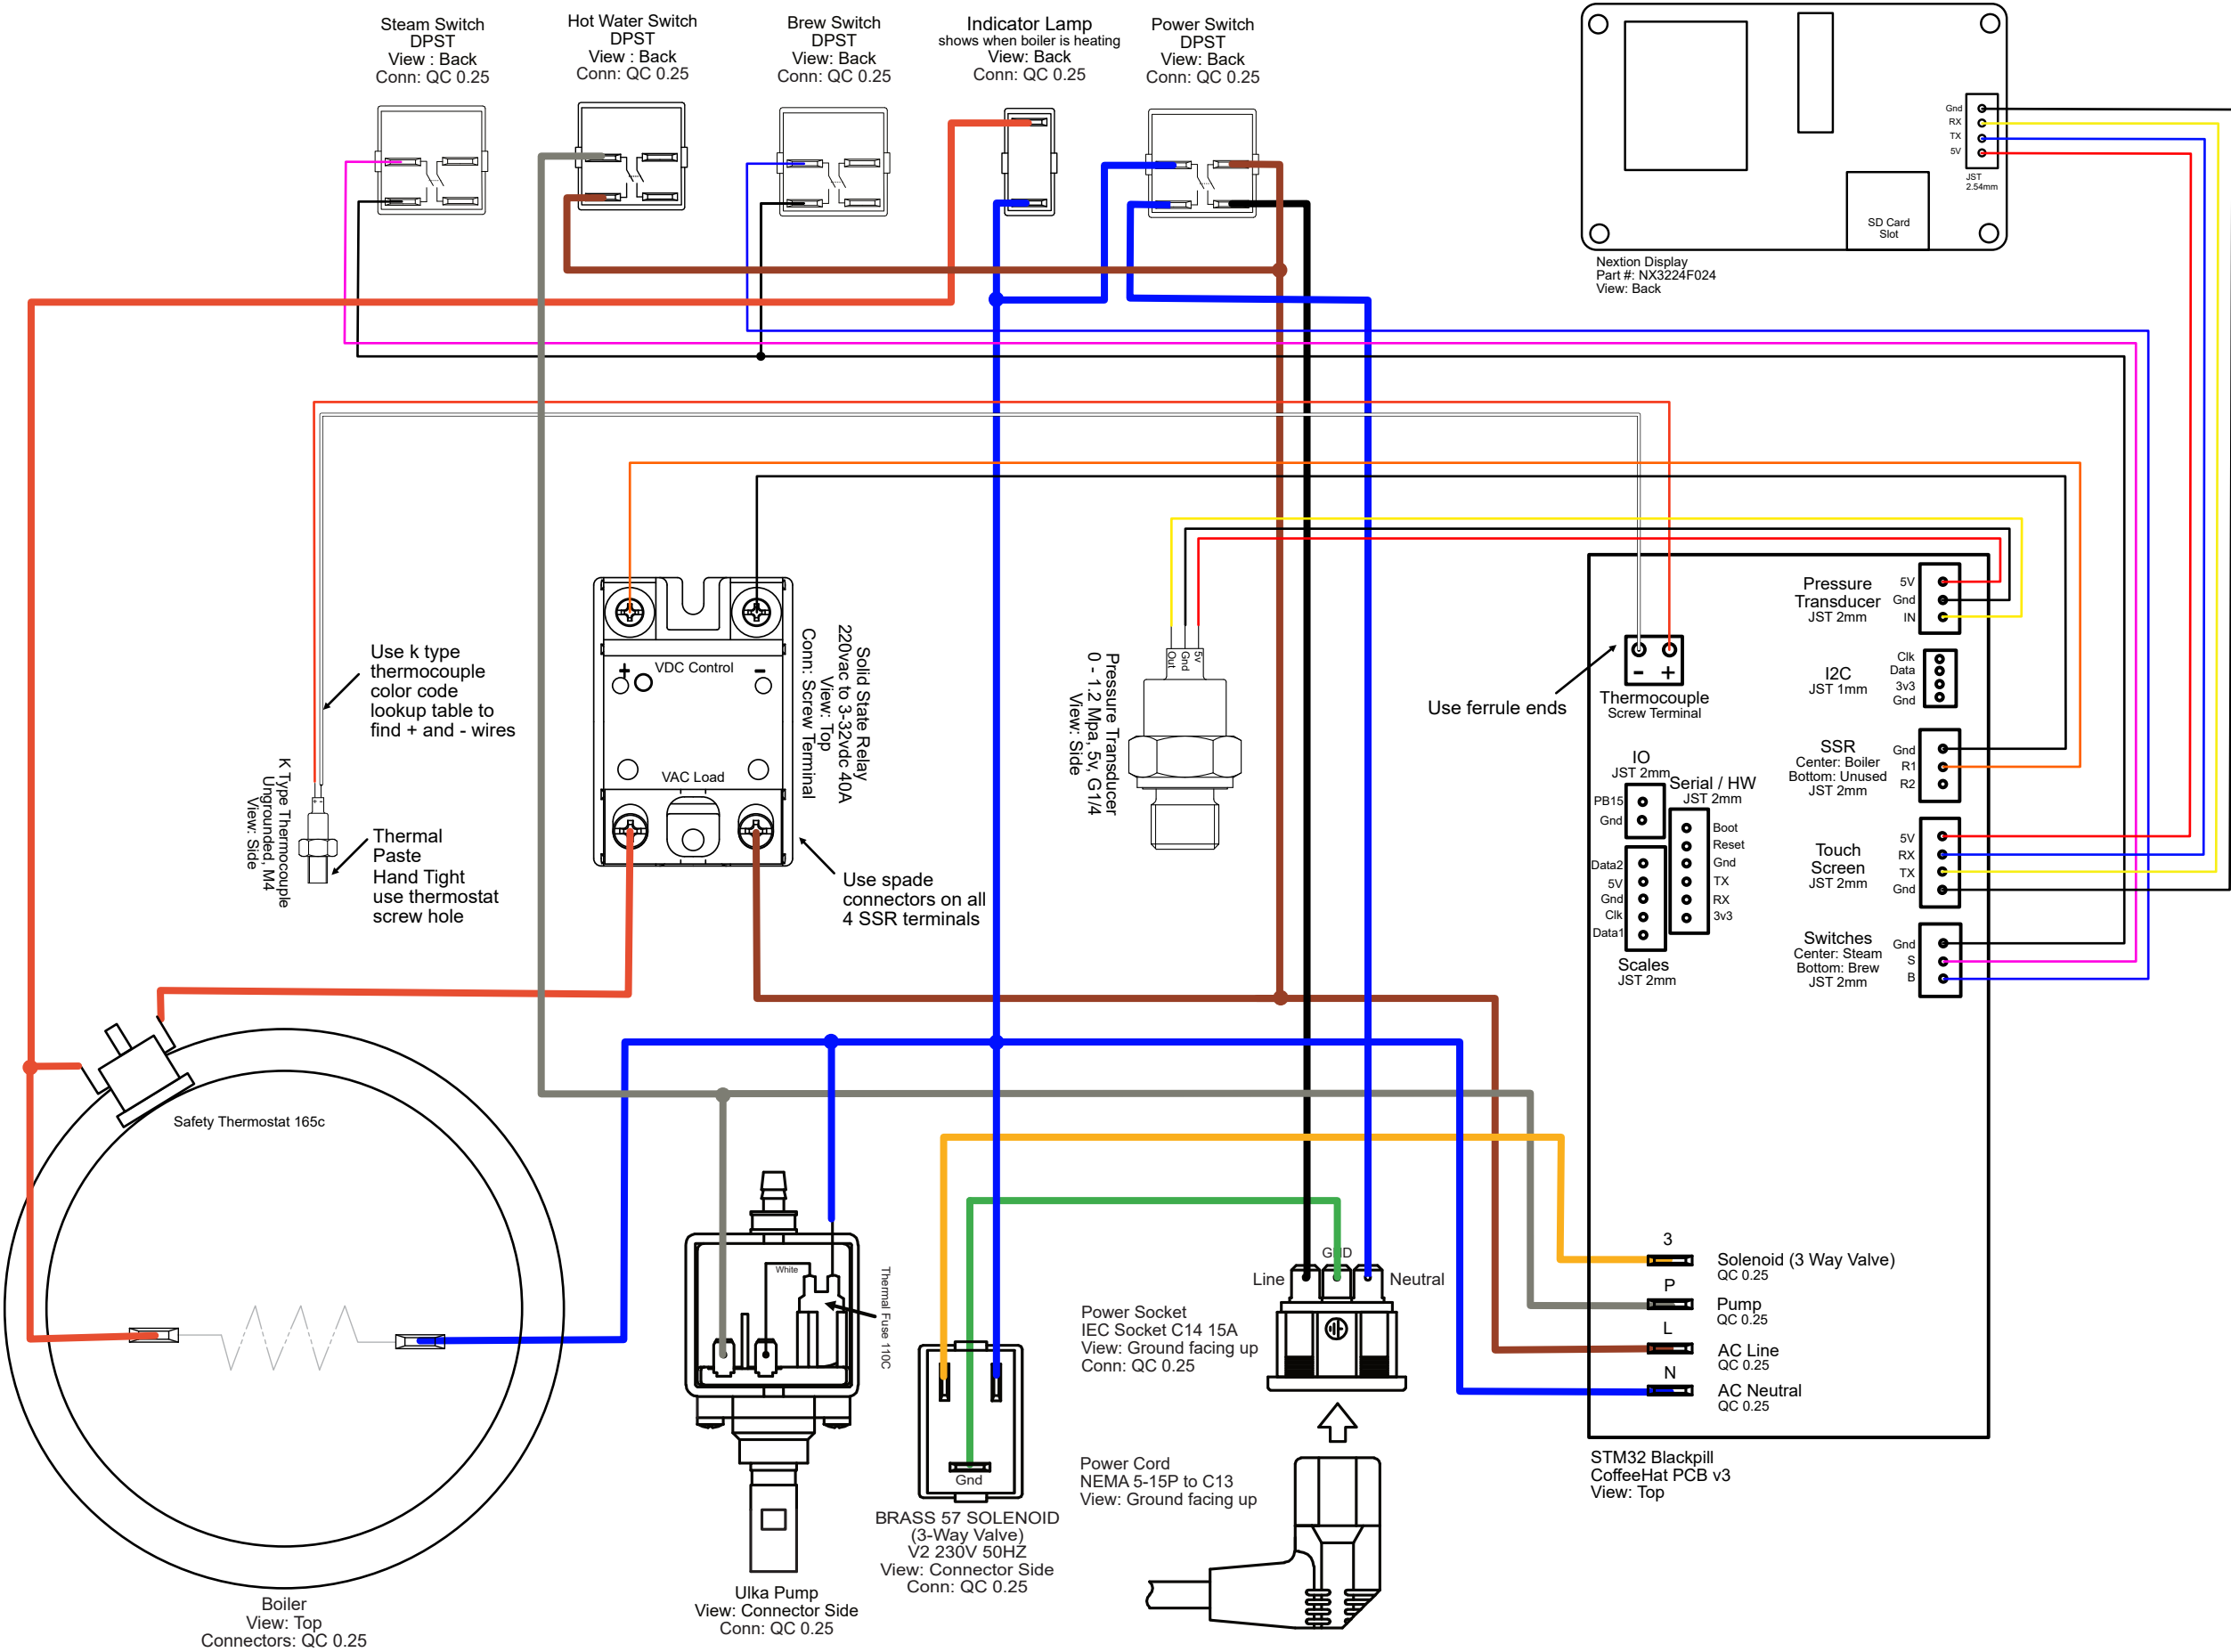 Steam Switch
DPST
View : Back
Conn: QC 0.25
Hot Water Switch
DPST
View : Back
Conn: QC 0.25
Brew Switch
DPST
View: Back
Conn: QC 0.25
Indicator Lamp
shows when boiler is heating
View: Back
Conn: QC 0.25
Power Switch
DPST
View: Back
Conn: QC 0.25
Gnd
RX
TX
5V
JST
2.54mm
SD Card
Slot
Nextion Display
Part #: NX3224F024
View: Back
Use k type
thermocouple
color code
lookup table to
find + and - wires
K Type Thermocouple
Ungrounded, M4
View: Side
Thermal
Paste
Hand Tight
use thermostat
screw hole
+
VDC Control
-
VAC Load
Solid State Relay
220vac to 3-32vdc 40A
View: Top
Conn: Screw Terminal
Use spade
connectors on all
4 SSR terminals
Out
Gnd
5v
Pressure Transducer
0 - 1.2 Mpa, 5v, G1/4
View: Side
Use ferrule ends
- +
Thermocouple
Screw Terminal
Pressure
Transducer
JST 2mm
5V
Gnd
IN
I2C
JST 1mm
Clk
Data
3v3
Gnd
SSR
Center: Boiler
Bottom: Unused
JST 2mm
Gnd
R1
R2
IO
JST 2mm
PB15
Gnd
Serial / HW
JST 2mm
Boot
Reset
Gnd
TX
RX
3v3
Data2
5V
Gnd
Clk
Data1
Scales
JST 2mm
Touch
Screen
JST 2mm
5V
RX
TX
Gnd
Switches
Center: Steam
Bottom: Brew
JST 2mm
Gnd
S
B
Safety Thermostat 165c
Boiler
View: Top
Connectors: QC 0.25
White
Thermal Fuse 110C
Ulka Pump
View: Connector Side
Conn: QC 0.25
Gnd
BRASS 57 SOLENOID
(3-Way Valve)
V2 230V 50HZ
View: Connector Side
Conn: QC 0.25
Line
GND
Neutral
Power Socket
IEC Socket C14 15A
View: Ground facing up
Conn: QC 0.25
Power Cord
NEMA 5-15P to C13
View: Ground facing up
3
Solenoid (3 Way Valve)
QC 0.25
P
Pump
QC 0.25
L
AC Line
QC 0.25
N
AC Neutral
QC 0.25
STM32 Blackpill
CoffeeHat PCB v3
View: Top